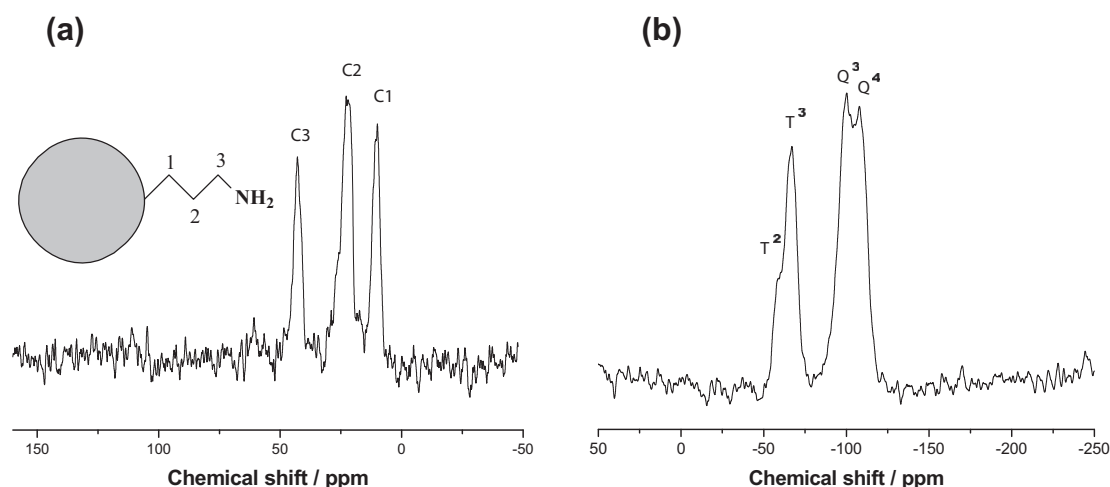 (a)
C2
C1
C3
1
3
NH₂
2
150
100
50
0
-50
Chemical shift / ppm
(b)
Q³
Q⁴
T³
T²
50
0
-50
-100
-150
-200
-250
Chemical shift / ppm